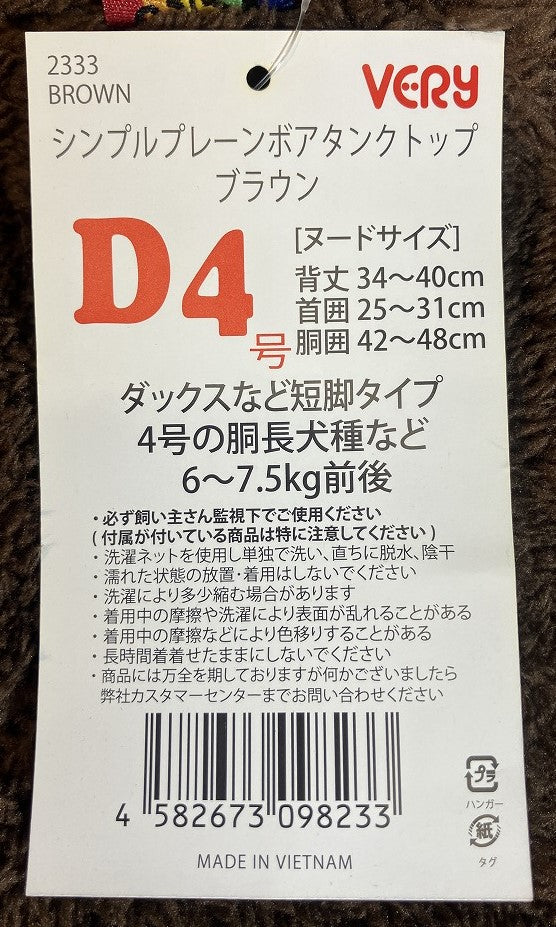 2333
BROWN
VERY
シンプルプレーンボアタンクトップ
ブラウン
D4号
[ヌードサイズ]
背丈 34～40cm
首囲 25～31cm
胴囲 42～48cm
ダックスなど短脚タイプ
4号の胴長犬種など
6～7.5kg前後
・必ず飼い主さん監視下でご使用ください
(付属が付いている商品は特に注意してください)
・洗濯ネットを使用し単独で洗い、直ちに脱水、陰干
・濡れた状態の放置・着用はしないでください
・洗濯により多少縮む場合があります
・着用中の摩擦や洗濯により表面が乱れることがある
・着用中の摩擦などにより色移りすることがある
・長時間着着せたままにしないでください
・商品には万全を期しておりますが何かございましたら
弊社カスタマーセンターまでお問い合わせください
4 582673 098233
MADE IN VIETNAM
プラ
ハンガー
紙
タグ